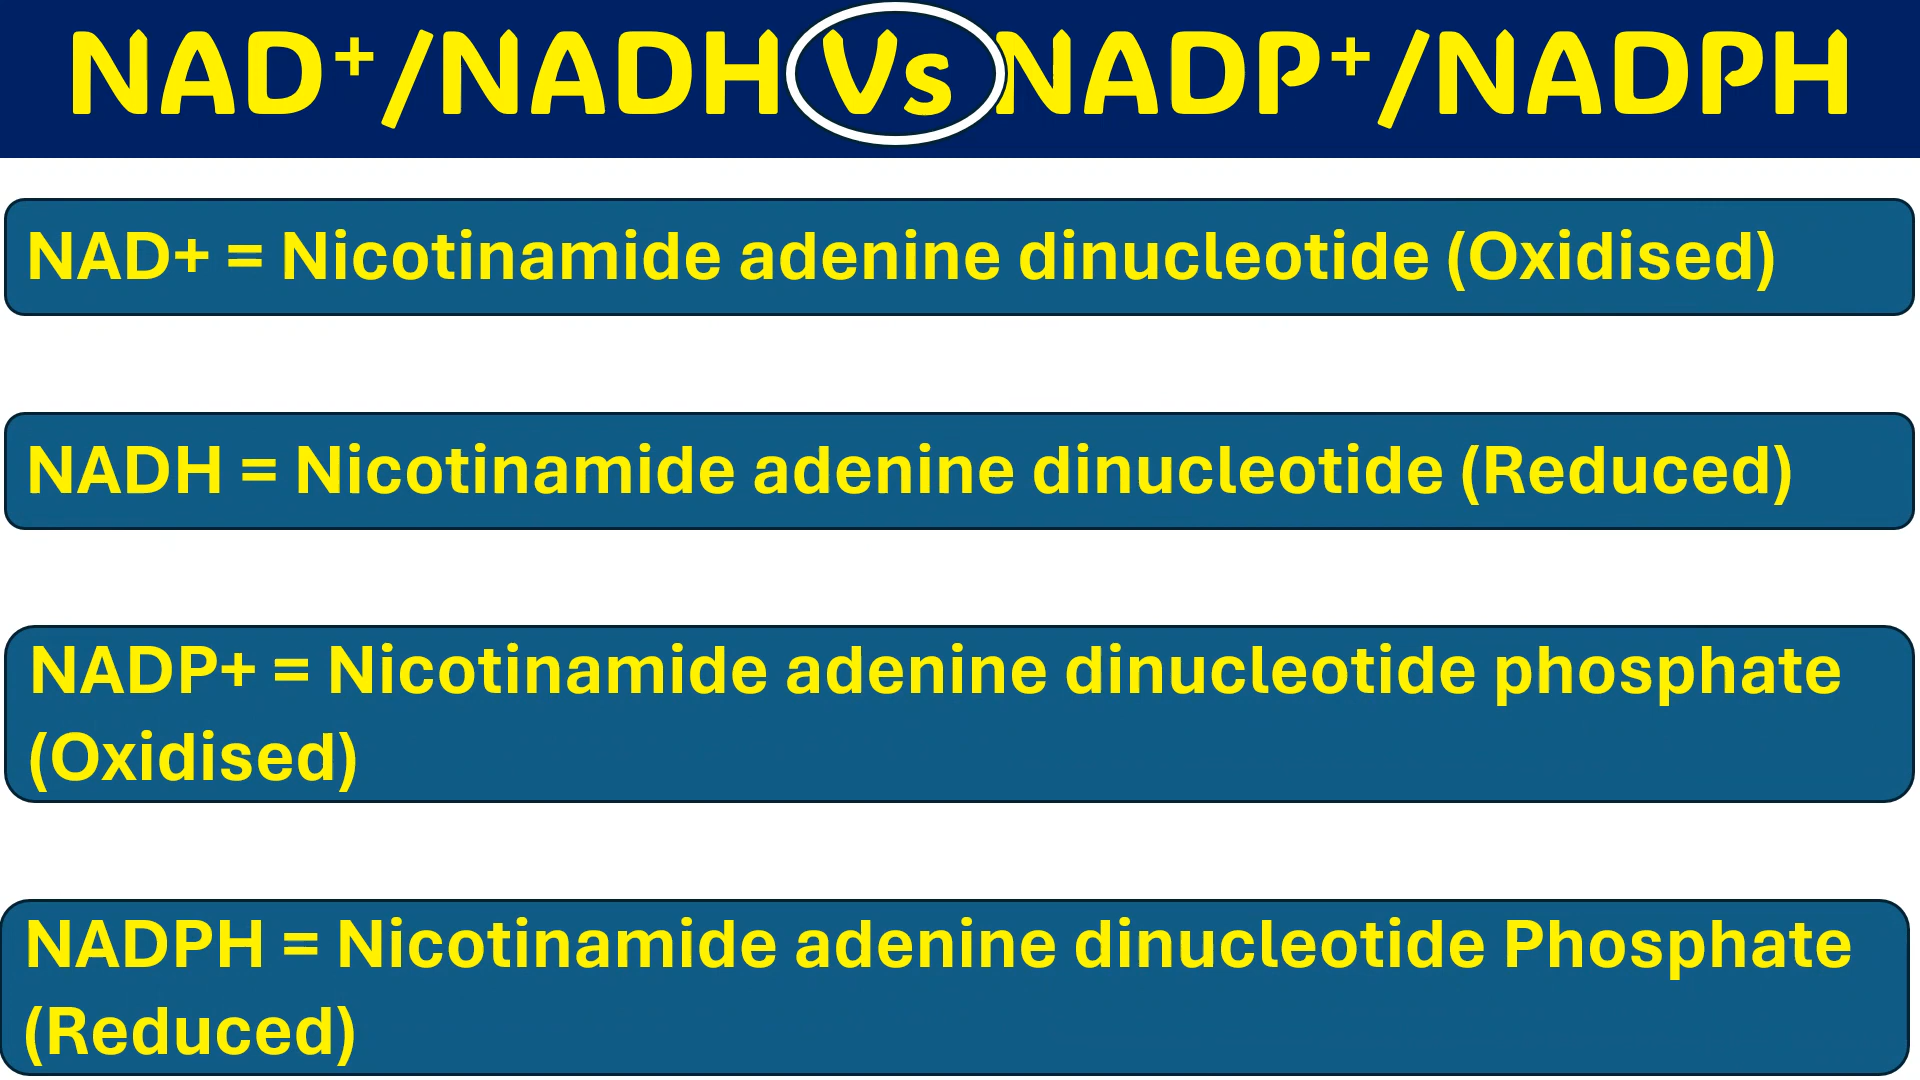 NAD⁺/NADH Vs NADP⁺/NADPH
NAD+ = Nicotinamide adenine dinucleotide (Oxidised)
NADH = Nicotinamide adenine dinucleotide (Reduced)
NADP+ = Nicotinamide adenine dinucleotide phosphate
(Oxidised)
NADPH = Nicotinamide adenine dinucleotide Phosphate
(Reduced)